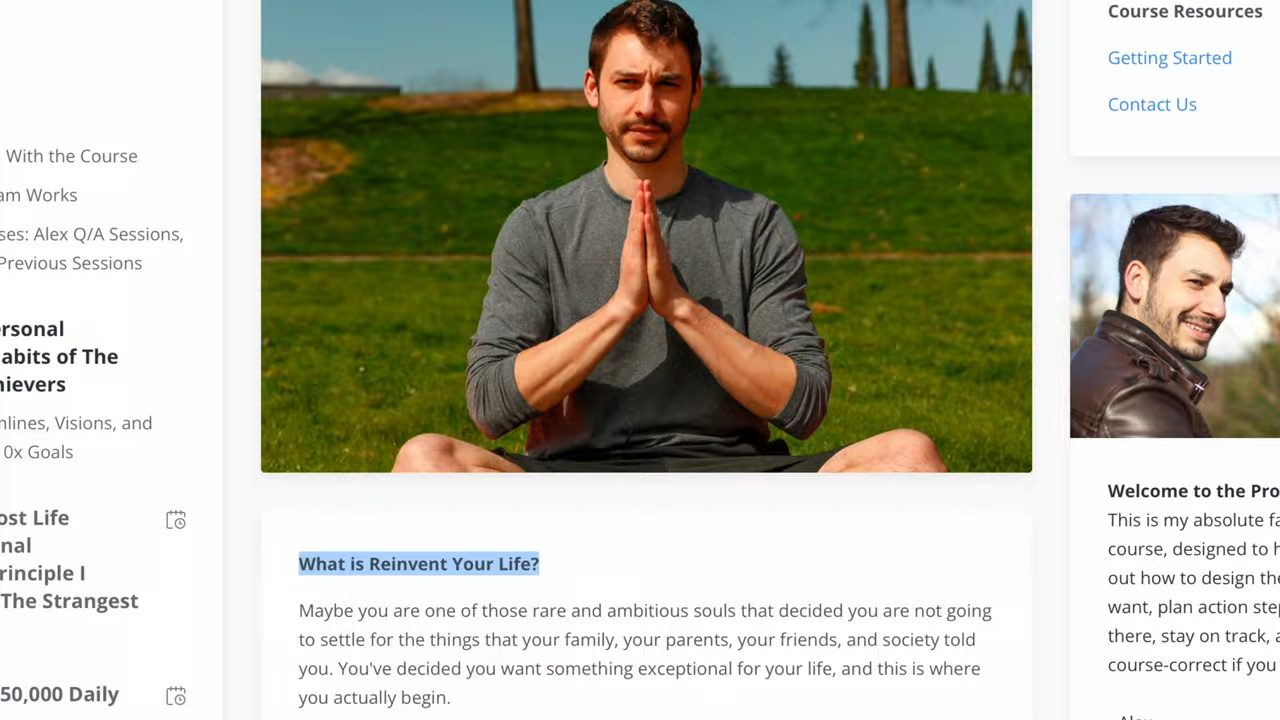 With the Course
am Works
ses: Alex Q/A Sessions,
Previous Sessions
ersonal
abits of The
hievers
mlines, Visions, and
0x Goals
ost Life
nal
rinciple I
The Strangest
50,000 Daily
What is Reinvent Your Life?
Maybe you are one of those rare and ambitious souls that decided you are not going
to settle for the things that your family, your parents, your friends, and society told
you. You've decided you want something exceptional for your life, and this is where
you actually begin.
Course Resources
Getting Started
Contact Us
Welcome to the Pro
This is my absolute fa
course, designed to h
out how to design the
want, plan action step
there, stay on track, a
course-correct if you